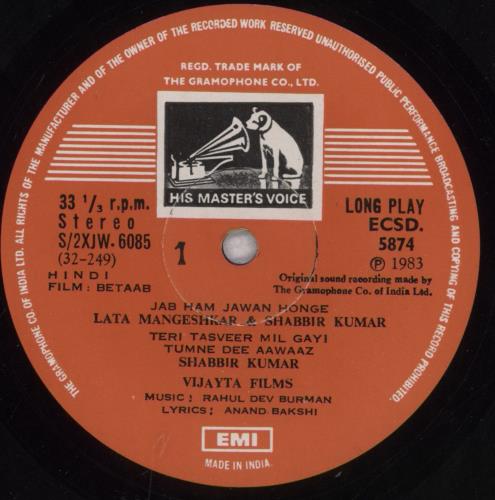 ALL RIGHTS OF THE MANUFACTURER AND OF THE OWNER OF THE RECORDED WORK RESERVED UNAUTHORISED PUBLIC PERFORMANCE BROADCASTING AND COPYING OF THIS RECORD PROHIBITED.
THE GRAMOPHONE CO. OF INDIA LTD.
REGD. TRADE MARK OF
THE GRAMOPHONE CO., LTD.
HIS MASTER'S VOICE
33 1/3 r.p.m.
Stereo
S/2XJW. 6085
(32-249)
HINDI
FILM: BETAAB
1
LONG PLAY
ECSD.
5874
Ⓟ 1983
Original sound recording made by
The Gramophone Co. of India Ltd.
JAB HAM JAWAN HONGE
LATA MANGESHKAR & SHABBIR KUMAR
TERI TASVEER MIL GAYI
TUMNE DEE AAWAAZ
SHABBIR KUMAR
VIJAYTA FILMS
MUSIC; RAHUL DEV BURMAN
LYRICS; ANAND BAKSHI
EMI
MADE IN INDIA.